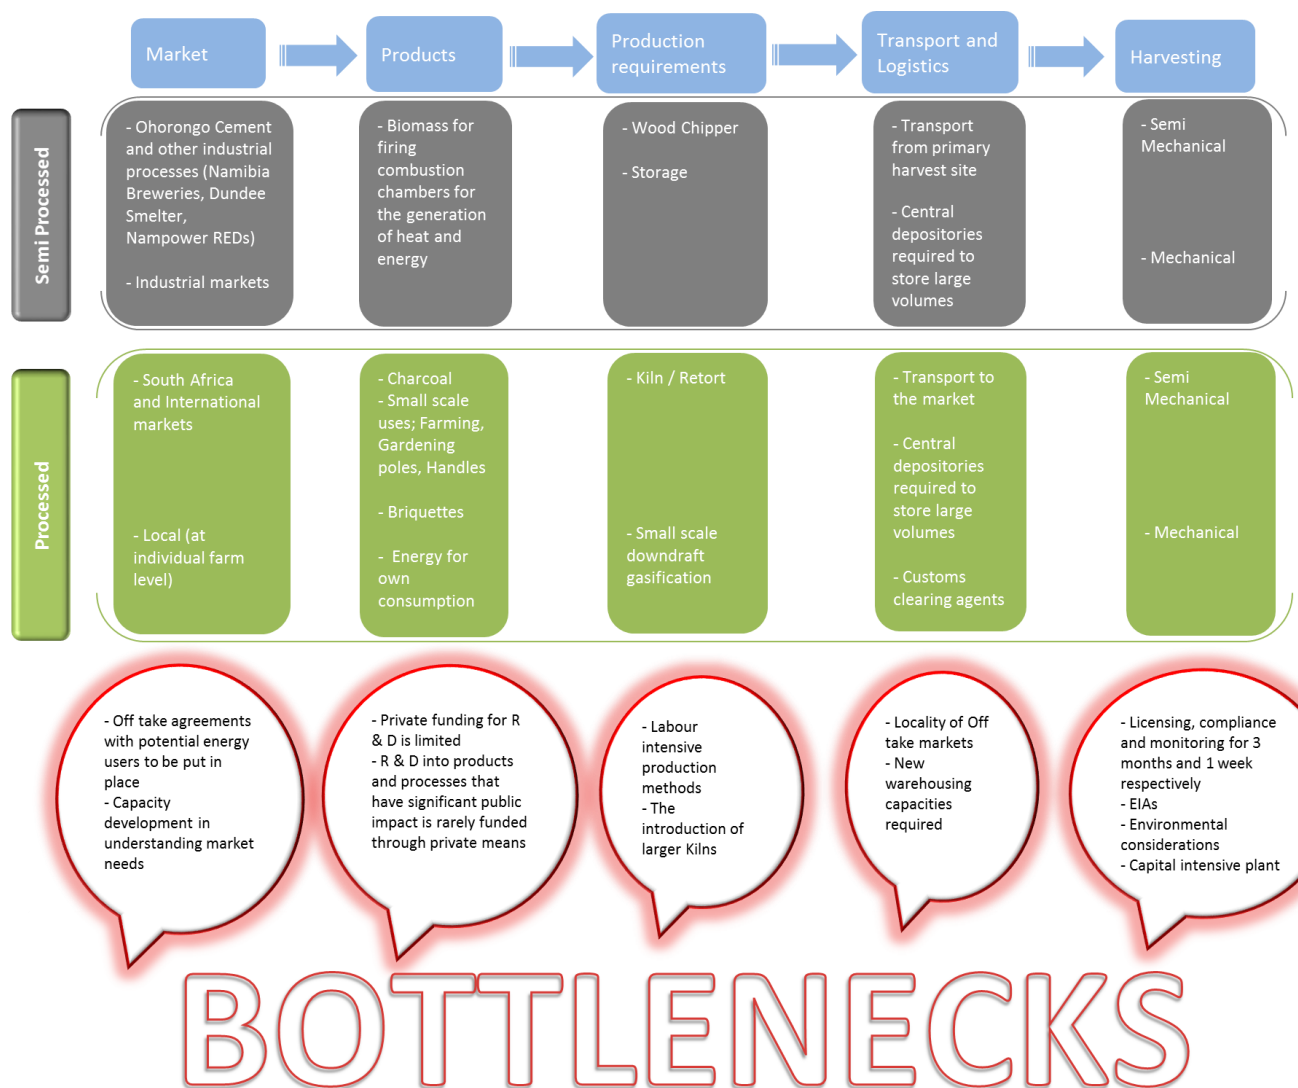 Market
Products
Production
requirements
Transport and
Logistics
Harvesting
Semi Processed
- Ohorongo Cement
and other industrial
processes (Namibia
Breweries, Dundee
Smelter,
Nampower REDs)
- Industrial markets
- Biomass for
firing
combustion
chambers for
the generation
of heat and
energy
- Wood Chipper
- Storage
- Transport
from primary
harvest site
- Central
depositories
required to
store large
volumes
- Semi
Mechanical
- Mechanical
Processed
- South Africa
and International
markets
- Local (at
individual farm
level)
- Charcoal
- Small scale
uses; Farming,
Gardening
poles, Handles
- Briquettes
- Energy for
own
consumption
- Kiln / Retort
- Small scale
downdraft
gasification
- Transport to
the market
- Central
depositories
required to
store large
volumes
- Customs
clearing agents
- Semi
Mechanical
- Mechanical
- Off take agreements
with potential energy
users to be put in
place
- Capacity
development in
understanding market
needs
- Private funding for R
& D is limited
- R & D into products
and processes that
have significant public
impact is rarely funded
through private means
- Labour
intensive
production
methods
- The
introduction of
larger Kilns
- Locality of Off
take markets
- New
warehousing
capacities
required
- Licensing, compliance
and monitoring for 3
months and 1 week
respectively
- EIAs
- Environmental
considerations
- Capital intensive plant
BOTTLENECKS